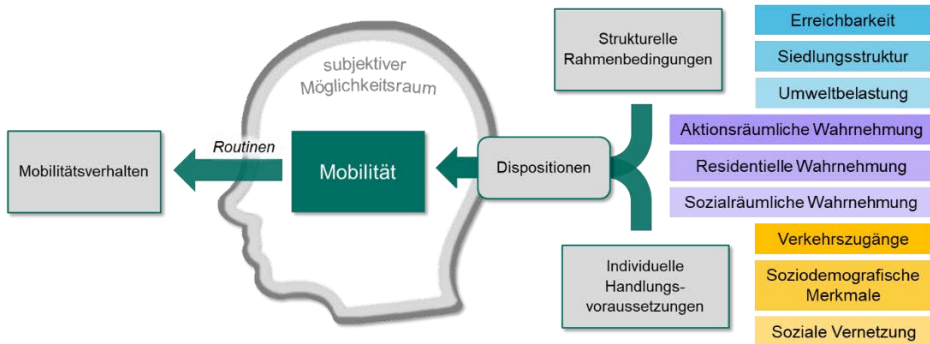 Mobilitätsverhalten
Routinen
subjektiver
Möglichkeitsraum
Mobilität
Dispositionen
Strukturelle
Rahmenbedingungen
Individuelle
Handlungs-
voraussetzungen
Erreichbarkeit
Siedlungsstruktur
Umweltbelastung
Aktionsräumliche Wahrnehmung
Residentielle Wahrnehmung
Sozialräumliche Wahrnehmung
Verkehrszugänge
Soziodemografische
Merkmale
Soziale Vernetzung